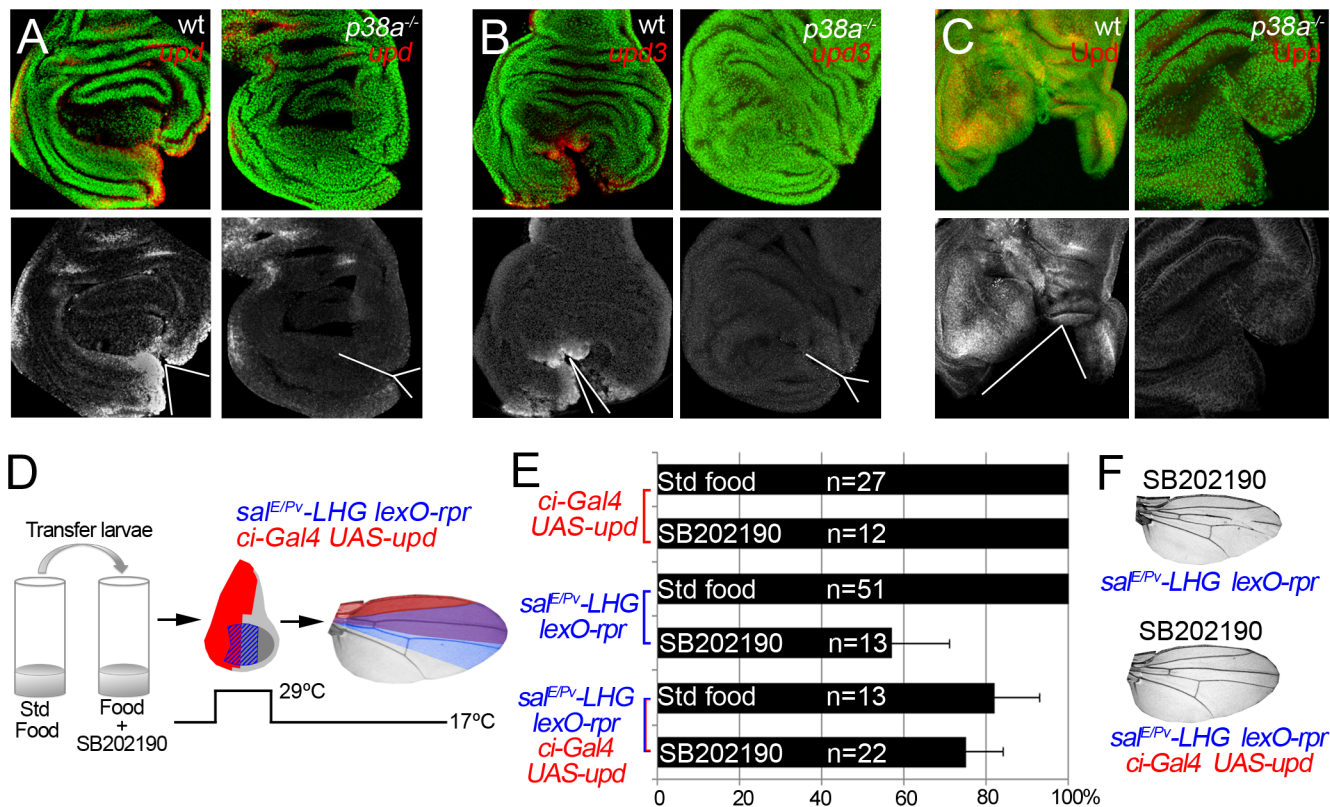 A
wt
upd
p38a-/-
upd
B
wt
upd3
p38a-/-
upd3
C
wt
Upd
p38a-/-
Upd
D
Transfer larvae
Std
Food
Food
+
SB202190
salE/Pv-LHG lexO-rpr
ci-Gal4 UAS-upd
29ºC
17ºC
E
ci-Gal4
UAS-upd
Std food n=27
SB202190 n=12
salE/Pv-LHG
lexO-rpr
Std food n=51
SB202190 n=13
salE/Pv-LHG
lexO-rpr
ci-Gal4
UAS-upd
Std food n=13
SB202190 n=22
0 20 40 60 80 100%
F
SB202190
salE/Pv-LHG lexO-rpr
SB202190
salE/Pv-LHG lexO-rpr
ci-Gal4 UAS-upd